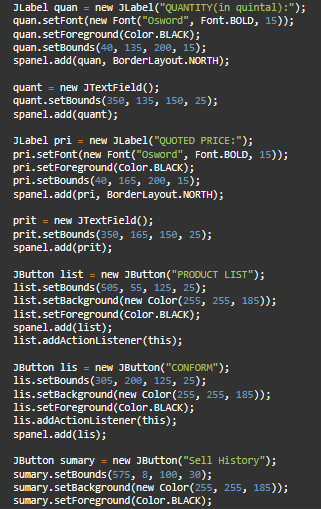 JLabel quan = new JLabel("QUANTITY(in quintal):");
quan.setFont(new Font("Osword", Font.BOLD, 15));
quan.setForeground(Color.BLACK);
quan.setBounds(40, 135, 200, 15);
spanel.add(quan, BorderLayout.NORTH);
quant = new JTextField();
quant.setBounds(350, 135, 150, 25);
spanel.add(quant);
JLabel pri = new JLabel("QUOTED PRICE:");
pri.setFont(new Font("Osword", Font.BOLD, 15));
pri.setForeground(Color.BLACK);
pri.setBounds(40, 165, 200, 15);
spanel.add(pri, BorderLayout.NORTH);
prit = new JTextField();
prit.setBounds(350, 165, 150, 25);
spanel.add(prit);
JButton list = new JButton("PRODUCT LIST");
list.setBounds(505, 55, 125, 25);
list.setBackground(new Color(255, 255, 185));
list.setForeground(Color.BLACK);
spanel.add(list);
list.addActionListener(this);
JButton lis = new JButton("CONFORM");
lis.setBounds(305, 200, 125, 25);
lis.setBackground(new Color(255, 255, 185));
lis.setForeground(Color.BLACK);
lis.addActionListener(this);
spanel.add(lis);
JButton sumary = new JButton("Sell History");
sumary.setBounds(575, 8, 100, 30);
sumary.setBackground(new Color(255, 255, 185));
sumary.setForeground(Color.BLACK);